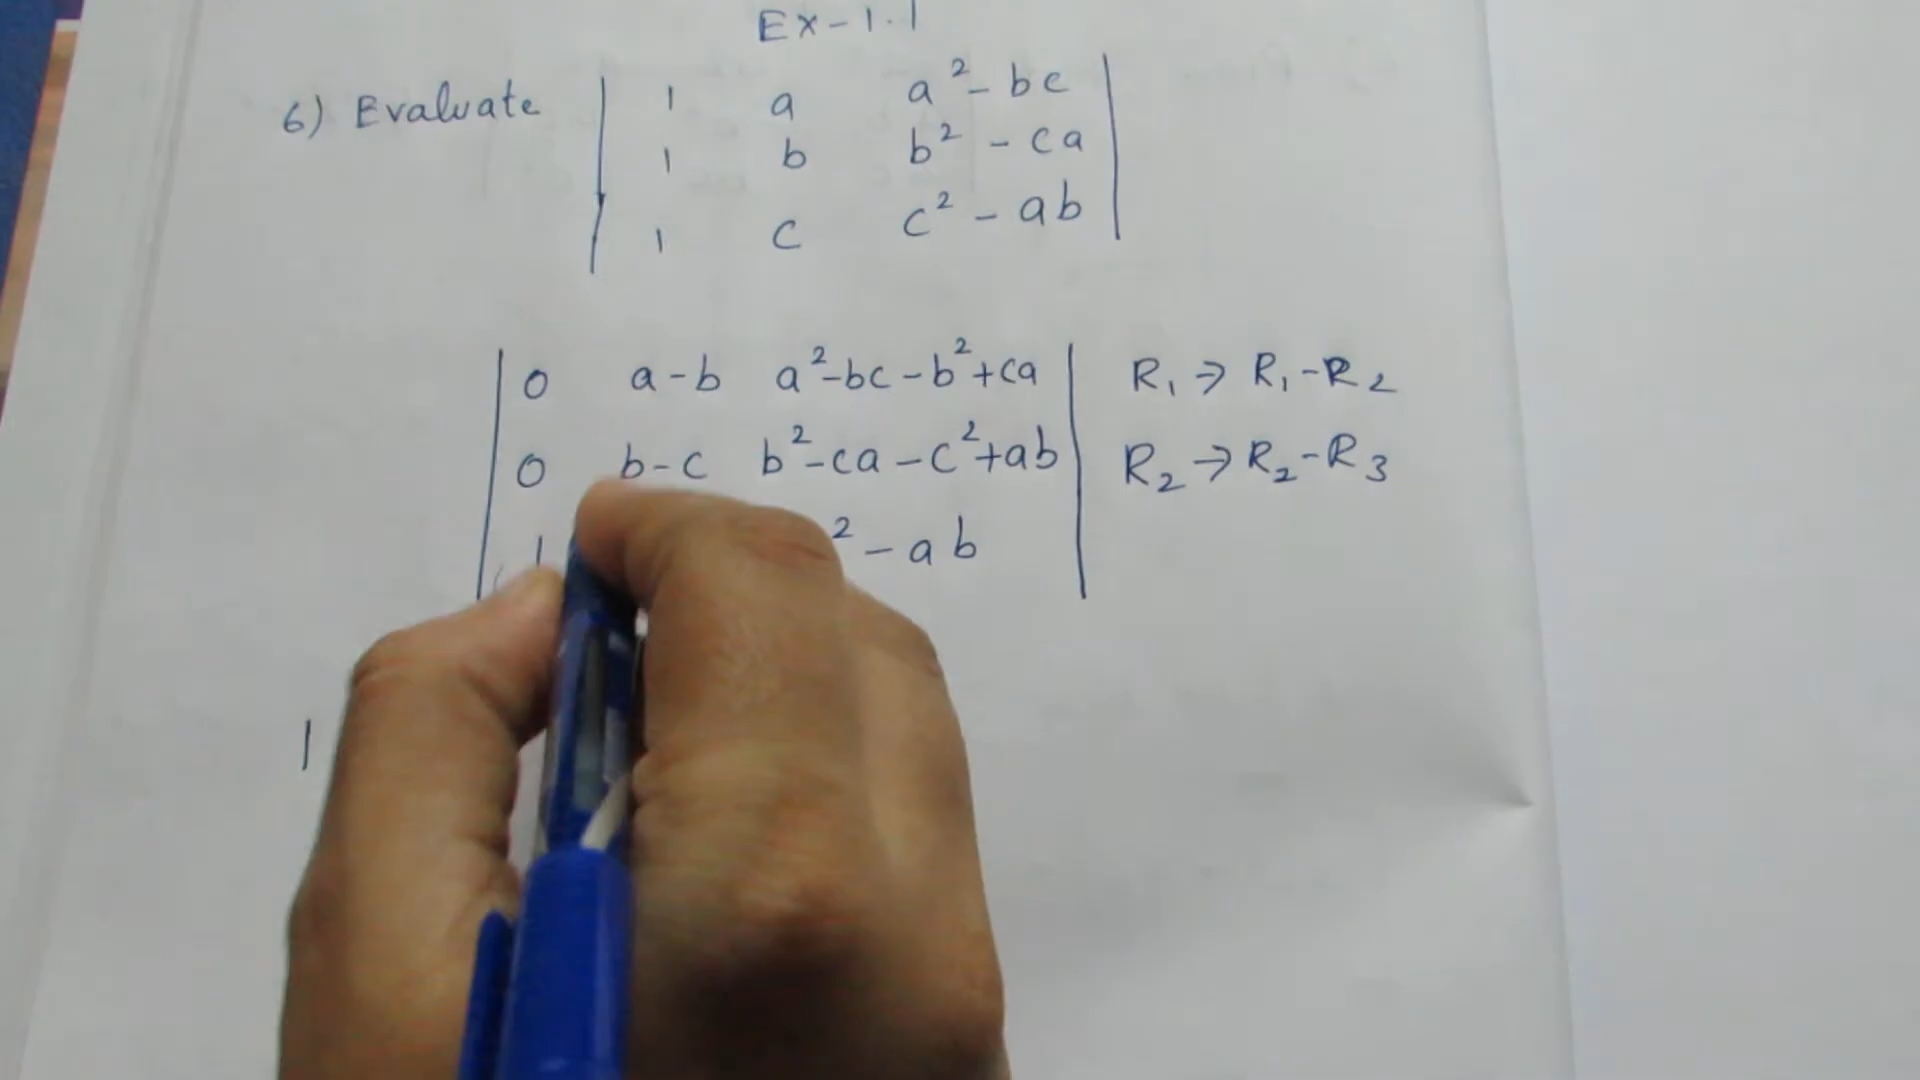 Ex-1.1
6) Evaluate | 1 a a²-bc |
| 1 b b² - ca |
| 1 c c² - ab |
| 0 a-b a²-bc-b²+ca | R₁ → R₁-R₂
| 0 b-c b²-ca-c²+ab | R₂ → R₂-R₃
| 1 ² - ab |
|